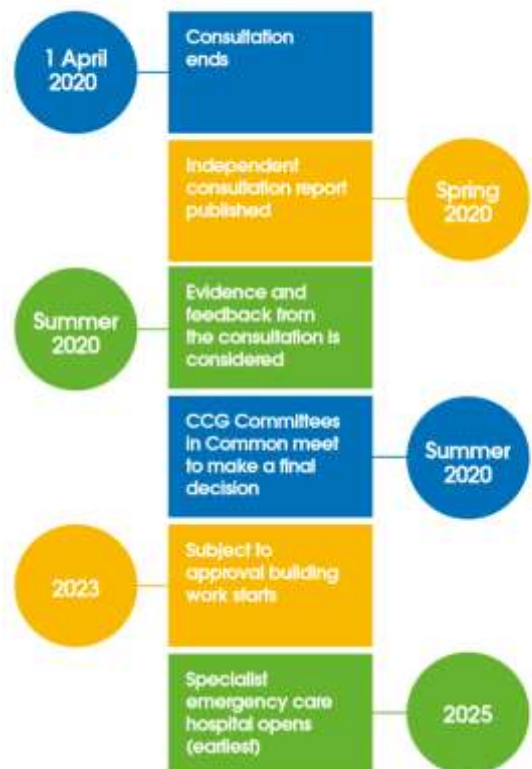 1 April
2020
Consultation
ends
Independent
consultation report
published
Spring
2020
Summer
2020
Evidence and
feedback from
the consultation is
considered
CCG Committees
in Common meet
to make a final
decision
Summer
2020
2023
Subject to
approval building
work starts
Specialist
emergency care
hospital opens
(earliest)
2025